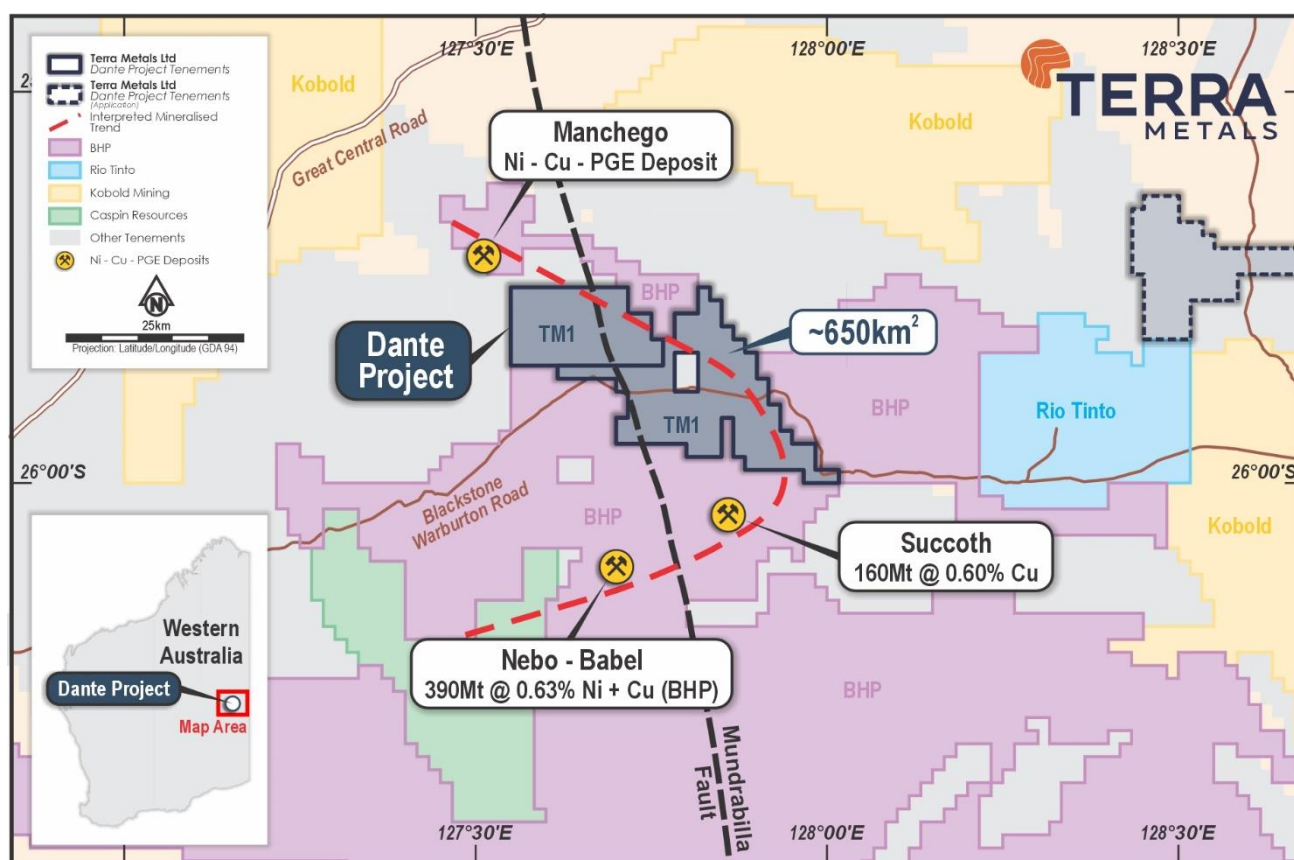 127°30'E
128°00'E
128°30'E
Terra Metals Ltd
Dante Project Tenements
Terra Metals Ltd
Dante Project Tenements
(Application)
Interpreted Mineralised
Trend
BHP
Rio Tinto
Kobold Mining
Caspin Resources
Other Tenements
Ni - Cu - PGE Deposits
N
25km
Projection: Latitude/Longitude (GDA 94)
TERRA
METALS
Kobold
Kobold
Great Central Road
Manchego
Ni - Cu - PGE Deposit
BHP
~650km²
Dante
Project
TM1
TM1
BHP
Rio Tinto
26°00'S
26°00'S
Blackstone
Warburton Road
BHP
Kobold
Succoth
160Mt @ 0.60% Cu
Nebo - Babel
390Mt @ 0.63% Ni + Cu (BHP)
BHP
Western
Australia
Dante Project
Map Area
Mundrabilla
Fault
127°30'E
128°00'E
128°30'E